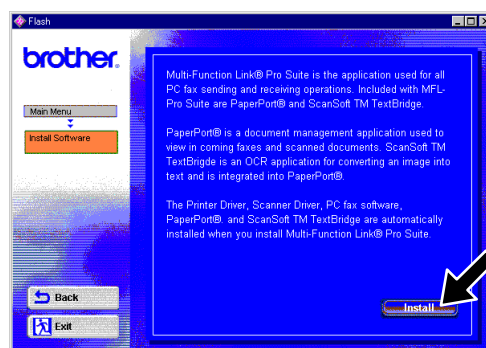 Flash
brother.
Main Menu
Install Software
Multi-Function Link® Pro Suite is the application used for all
PC fax sending and receiving operations. Included with MFL-
Pro Suite are PaperPort® and ScanSoft TM TextBridge.
PaperPort® is a document management application used to
view in coming faxes and scanned documents. ScanSoft TM
TextBrigde is an OCR application for converting an image into
text and is integrated into PaperPort®.
The Printer Driver, Scanner Driver, PC fax software,
PaperPort®. and ScanSoft TM TextBridge are automatically
installed when you install Multi-Function Link® Pro Suite.
Install
Back
Exit